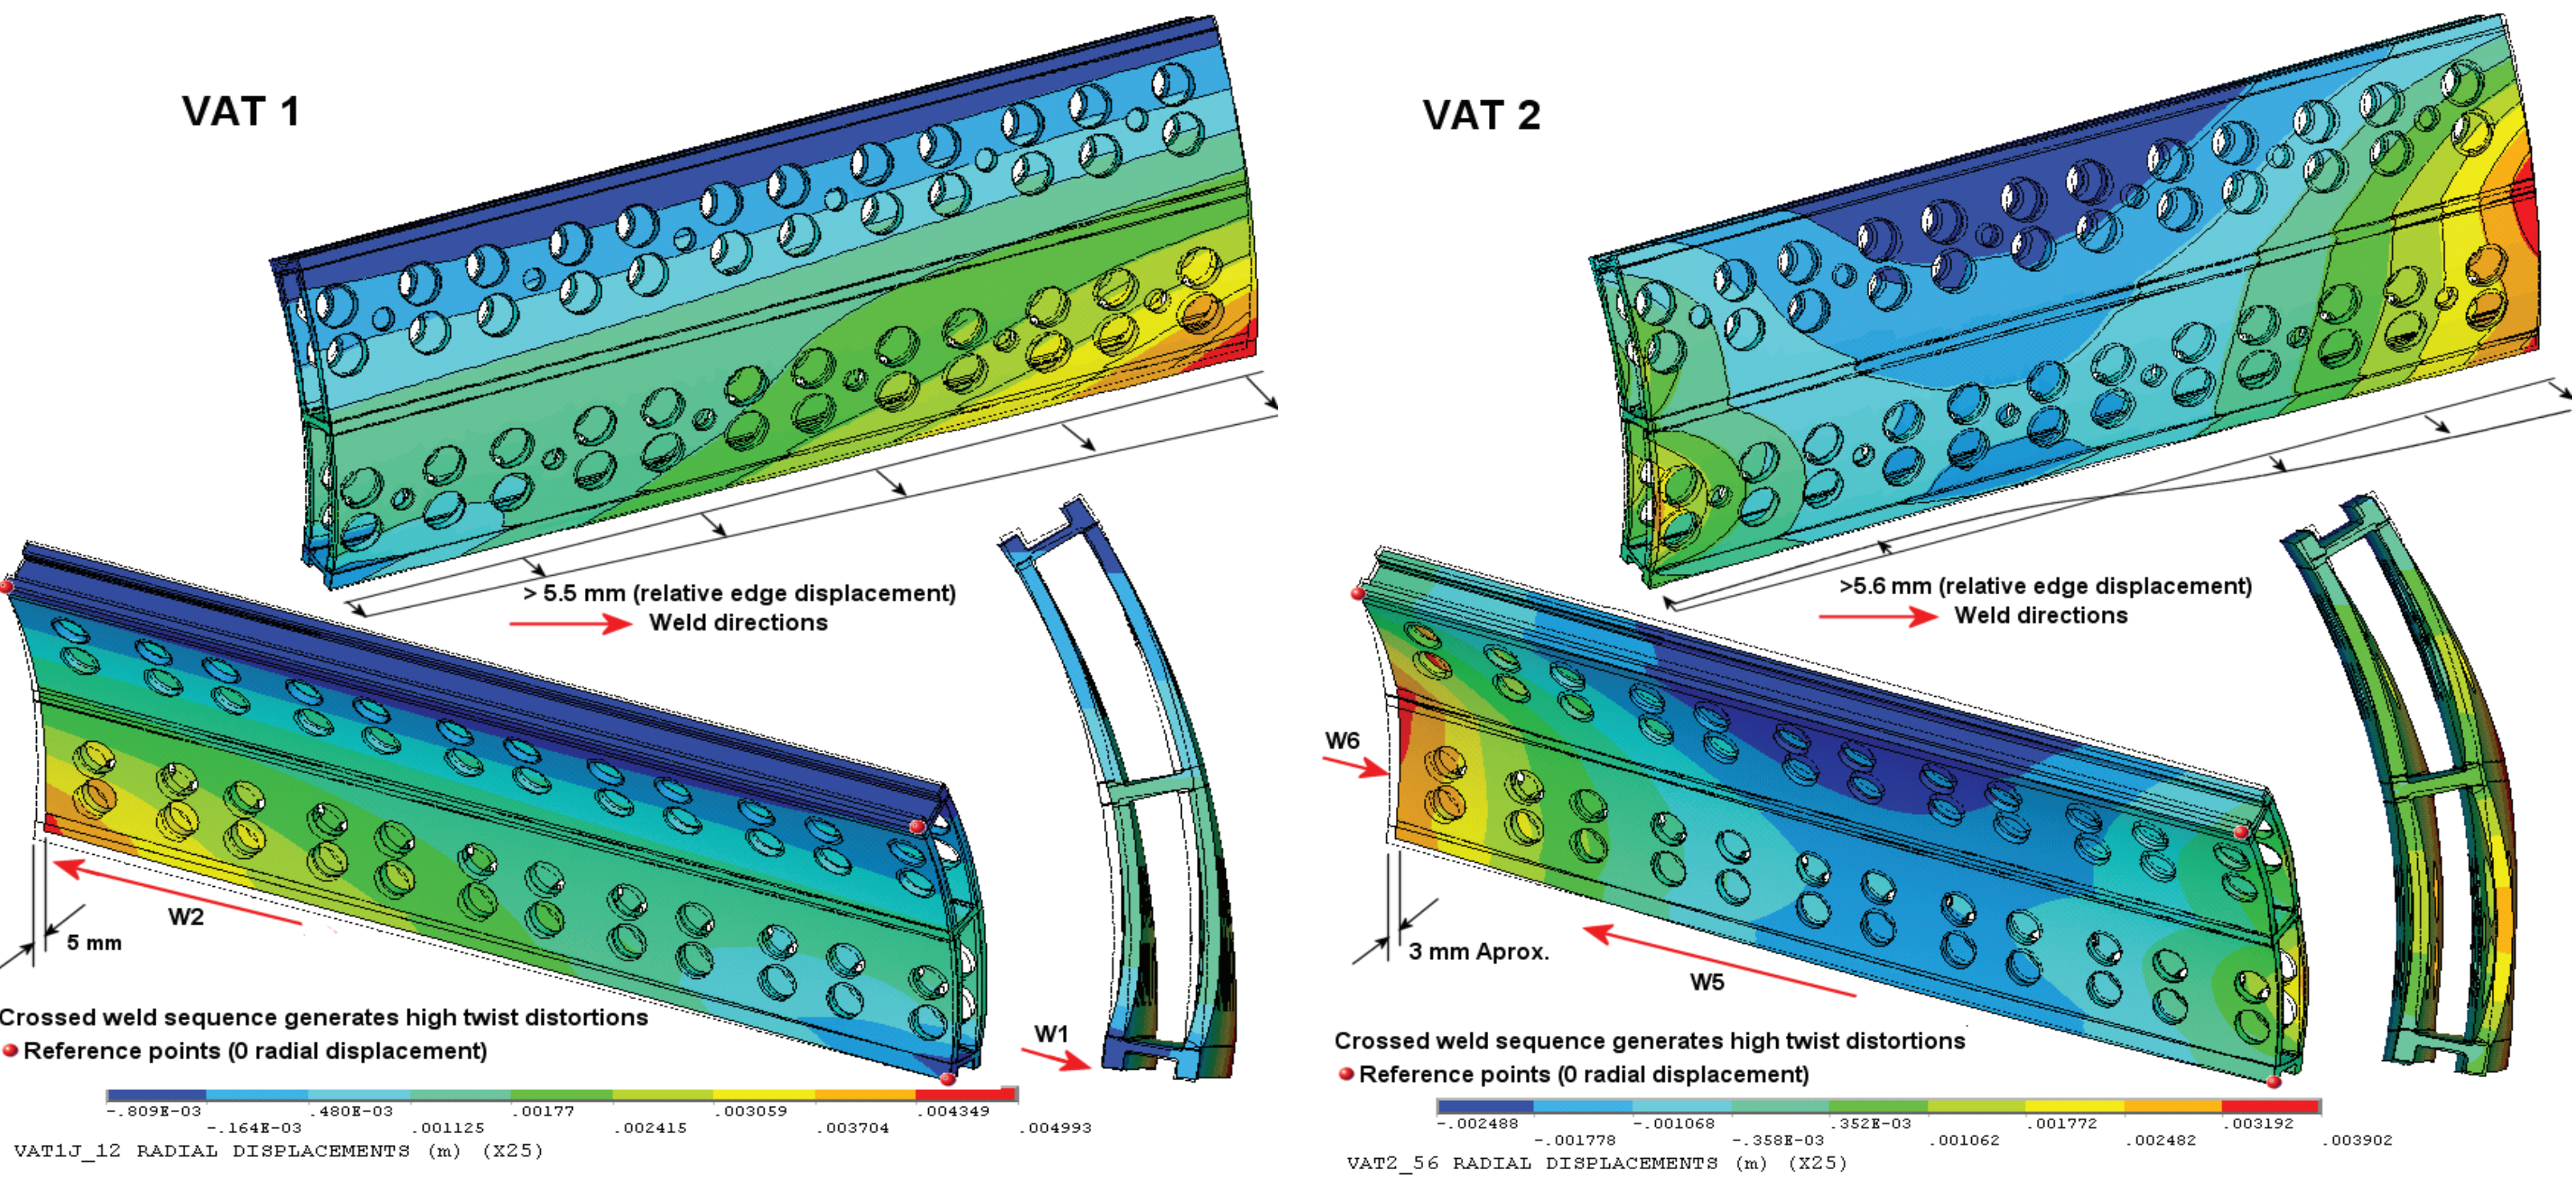 VAT 1
> 5.5 mm (relative edge displacement)
Weld directions
W2
5 mm
W1
Crossed weld sequence generates high twist distortions
Reference points (0 radial displacement)
-.809E-03 .480E-03 .00177 .003059 .004349
-.164E-03 .001125 .002415 .003704 .004993
VAT1J_12 RADIAL DISPLACEMENTS (m) (X25)
VAT 2
>5.6 mm (relative edge displacement)
Weld directions
W6
3 mm Aprox.
W5
Crossed weld sequence generates high twist distortions
Reference points (0 radial displacement)
-.002488 -.001068 .352E-03 .001772 .003192
-.001778 -.358E-03 .001062 .002482 .003902
VAT2_56 RADIAL DISPLACEMENTS (m) (X25)